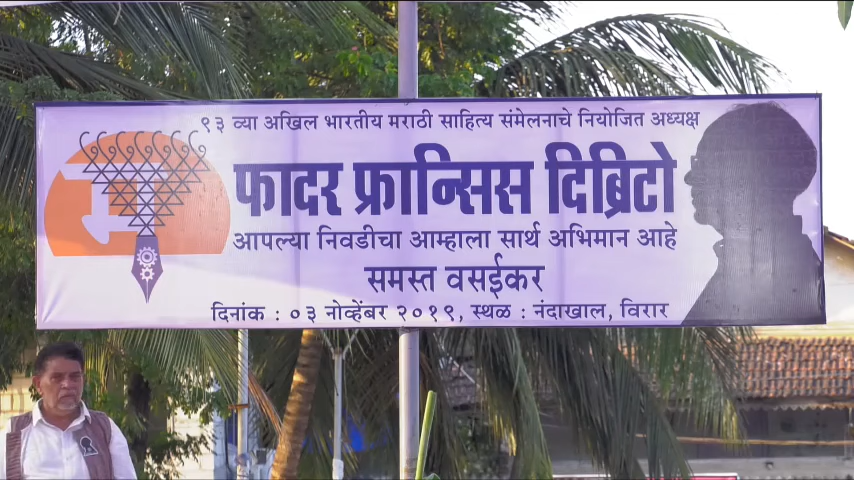 ९३ व्या अखिल भारतीय मराठी साहित्य संमेलनाचे नियोजित अध्यक्ष
फादर फ्रान्सिस दिब्रिटो
आपल्या निवडीचा आम्हाला सार्थ अभिमान आहे
समस्त वसईकर
दिनांक : ०३ नोव्हेंबर २०१९, स्थळ : नंदाखाल, विरार